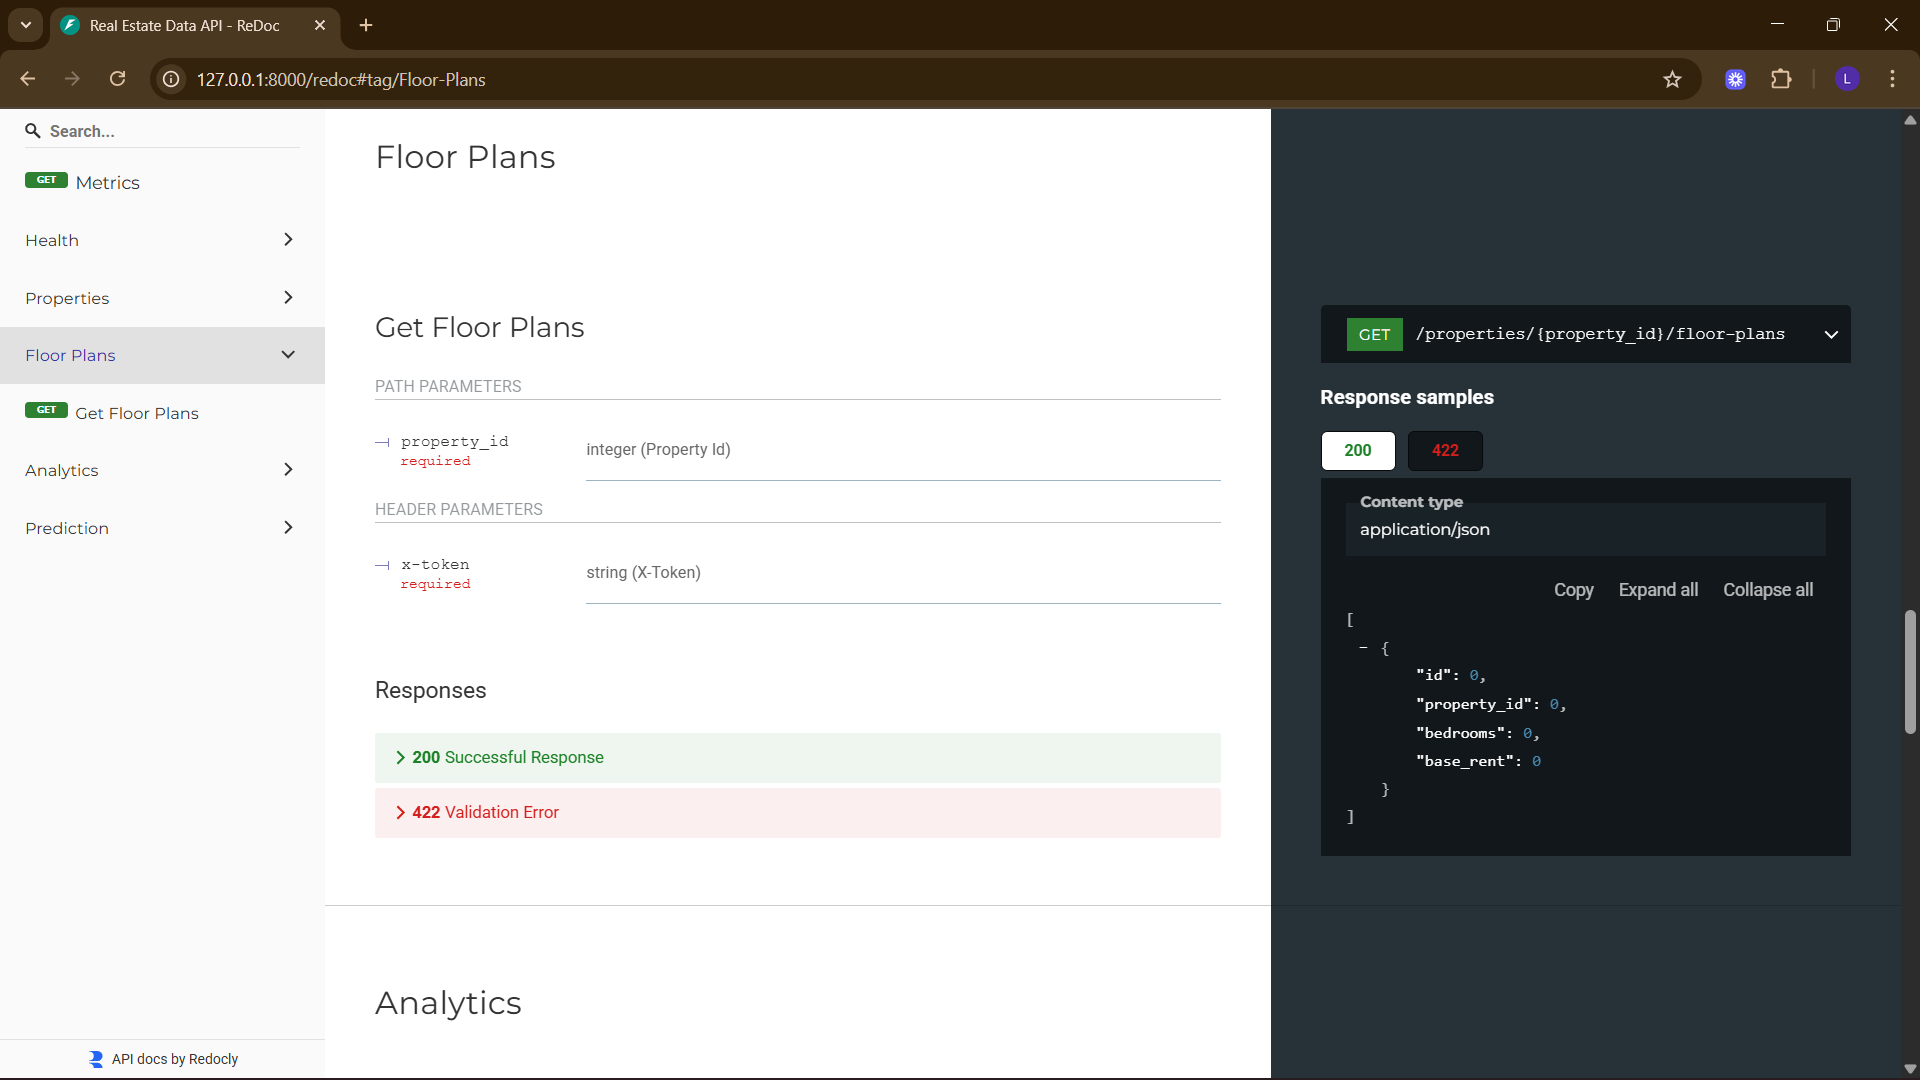 Real Estate Data API - ReDoc
127.0.0.1:8000/redoc#tag/Floor-Plans
L
Search...
GET Metrics
Health
Properties
Floor Plans
GET Get Floor Plans
Analytics
Prediction
API docs by Redocly
Floor Plans
Get Floor Plans
PATH PARAMETERS
property_id
required
integer (Property Id)
HEADER PARAMETERS
x-token
required
string (X-Token)
Responses
200 Successful Response
422 Validation Error
Analytics
GET /properties/{property_id}/floor-plans
Response samples
200 422
Content type
application/json
Copy Expand all Collapse all
[
- {
"id": 0,
"property_id": 0,
"bedrooms": 0,
"base_rent": 0
}
]